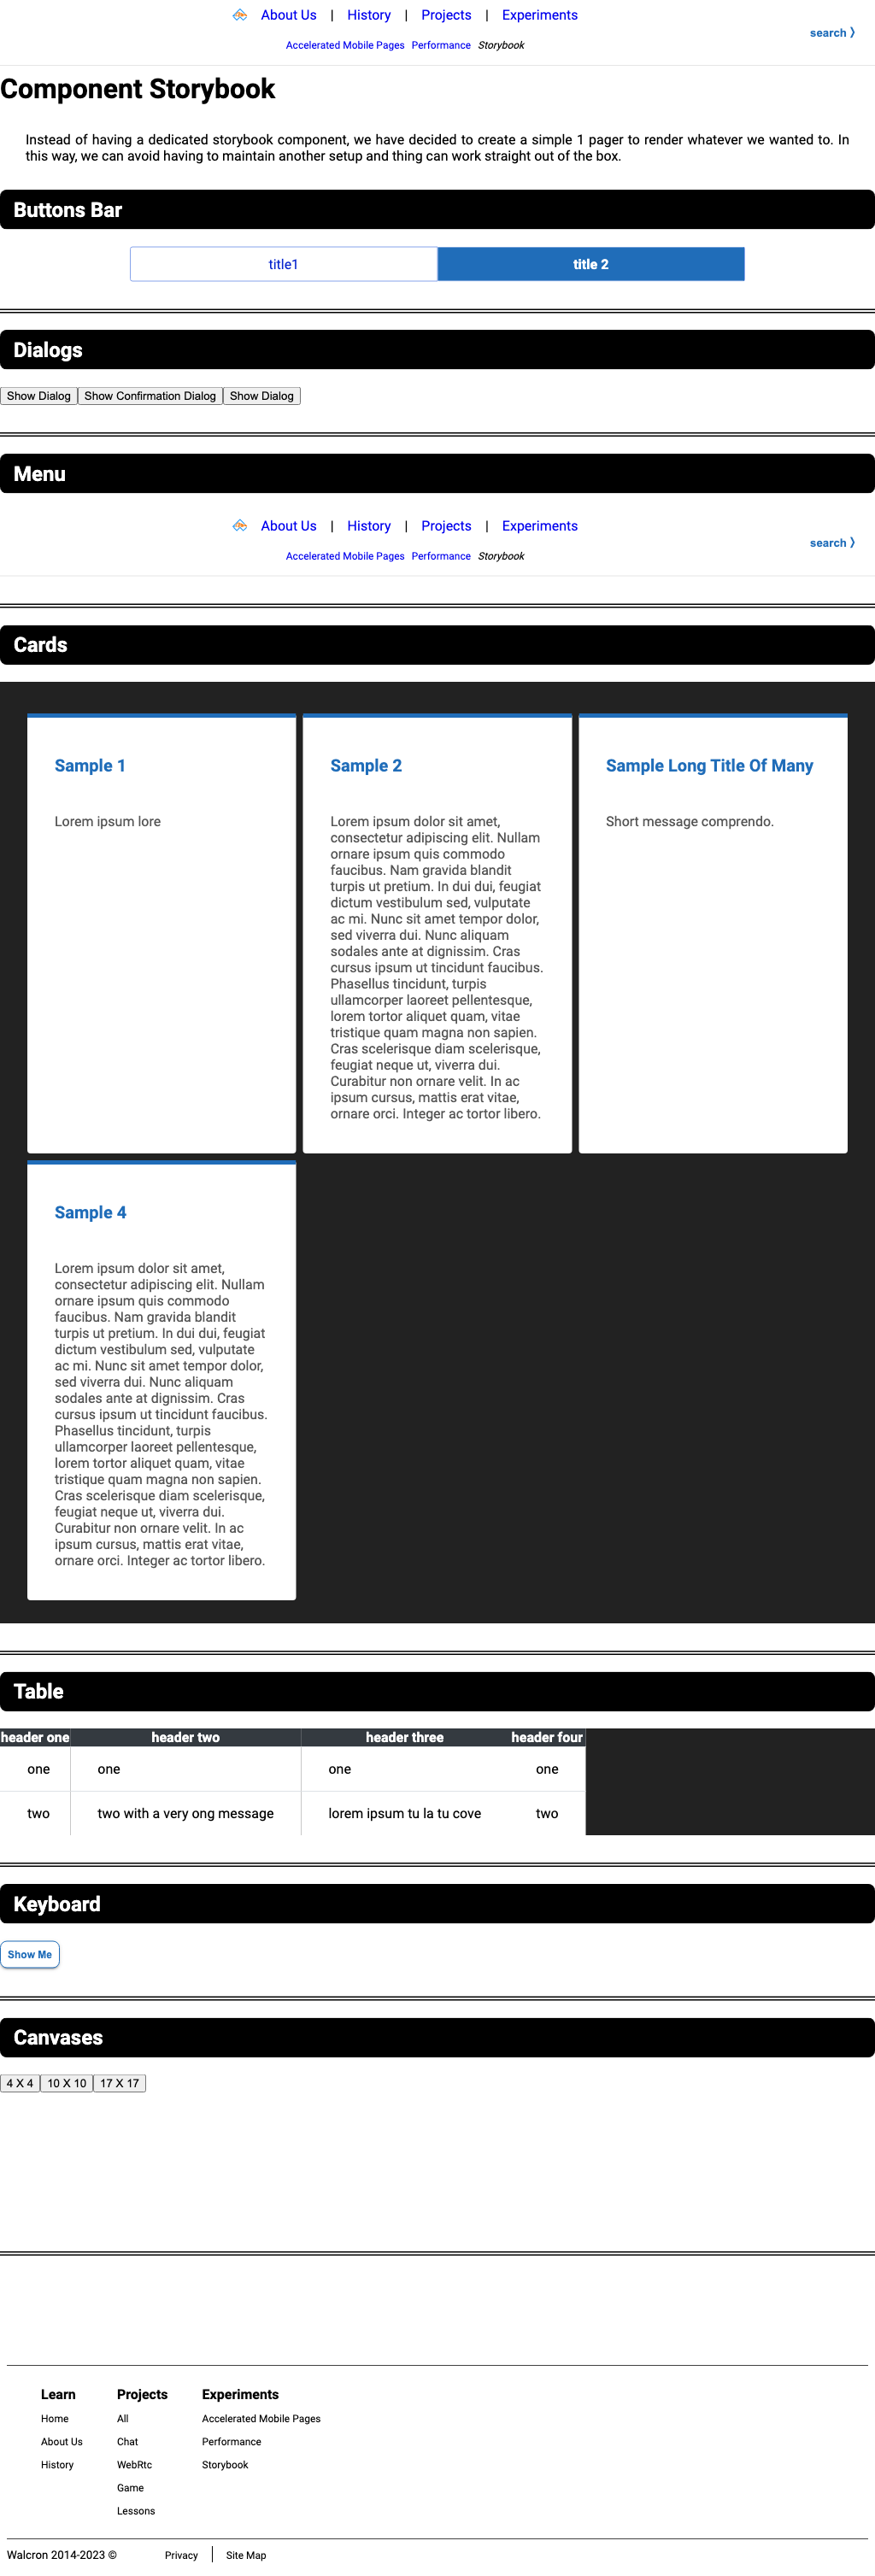 About Us | History | Projects | Experiments
search ⟩
Accelerated Mobile Pages Performance Storybook
Component Storybook
Instead of having a dedicated storybook component, we have decided to create a simple 1 pager to render whatever we wanted to. In
this way, we can avoid having to maintain another setup and thing can work straight out of the box.
Buttons Bar
title1 title 2
Dialogs
Show Dialog Show Confirmation Dialog Show Dialog
Menu
About Us | History | Projects | Experiments
search ⟩
Accelerated Mobile Pages Performance Storybook
Cards
Sample 1
Lorem ipsum lore
Sample 2
Lorem ipsum dolor sit amet,
consectetur adipiscing elit. Nullam
ornare ipsum quis commodo
faucibus. Nam gravida blandit
turpis ut pretium. In dui dui, feugiat
dictum vestibulum sed, vulputate
ac mi. Nunc sit amet tempor dolor,
sed viverra dui. Nunc aliquam
sodales ante at dignissim. Cras
cursus ipsum ut tincidunt faucibus.
Phasellus tincidunt, turpis
ullamcorper laoreet pellentesque,
lorem tortor aliquet quam, vitae
tristique quam magna non sapien.
Cras scelerisque diam scelerisque,
feugiat neque ut, viverra dui.
Curabitur non ornare velit. In ac
ipsum cursus, mattis erat vitae,
ornare orci. Integer ac tortor libero.
Sample Long Title Of Many
Short message comprendo.
Sample 4
Lorem ipsum dolor sit amet,
consectetur adipiscing elit. Nullam
ornare ipsum quis commodo
faucibus. Nam gravida blandit
turpis ut pretium. In dui dui, feugiat
dictum vestibulum sed, vulputate
ac mi. Nunc sit amet tempor dolor,
sed viverra dui. Nunc aliquam
sodales ante at dignissim. Cras
cursus ipsum ut tincidunt faucibus.
Phasellus tincidunt, turpis
ullamcorper laoreet pellentesque,
lorem tortor aliquet quam, vitae
tristique quam magna non sapien.
Cras scelerisque diam scelerisque,
feugiat neque ut, viverra dui.
Curabitur non ornare velit. In ac
ipsum cursus, mattis erat vitae,
ornare orci. Integer ac tortor libero.
Table
header one header two header three header four
one one one one
two two with a very ong message lorem ipsum tu la tu cove two
Keyboard
Show Me
Canvases
4 X 4 10 X 10 17 X 17
Learn
Home
About Us
History
Projects
All
Chat
WebRtc
Game
Lessons
Experiments
Accelerated Mobile Pages
Performance
Storybook
Walcron 2014-2023 © Privacy Site Map